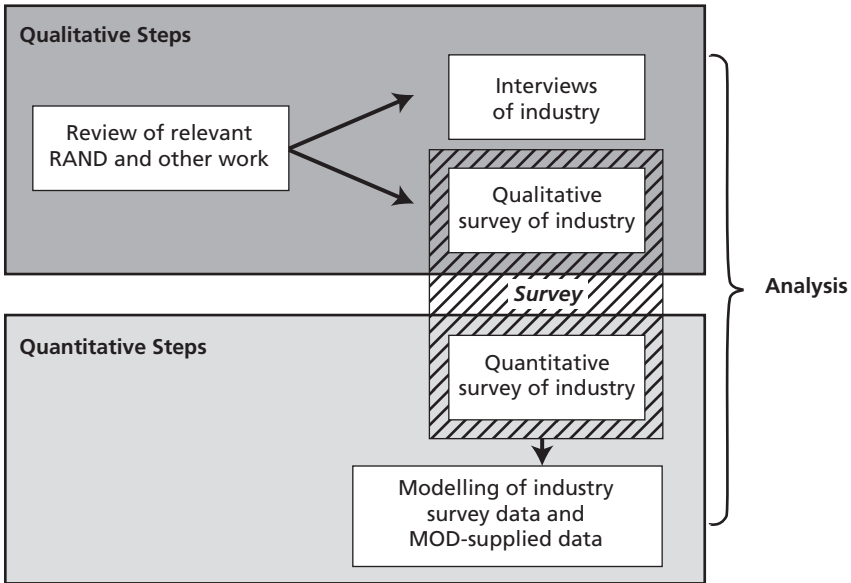 Qualitative Steps
Interviews
of industry
Review of relevant
RAND and other work
Qualitative
survey of industry
Survey
Analysis
Quantitative Steps
Quantitative
survey of industry
Modelling of industry
survey data and
MOD-supplied data